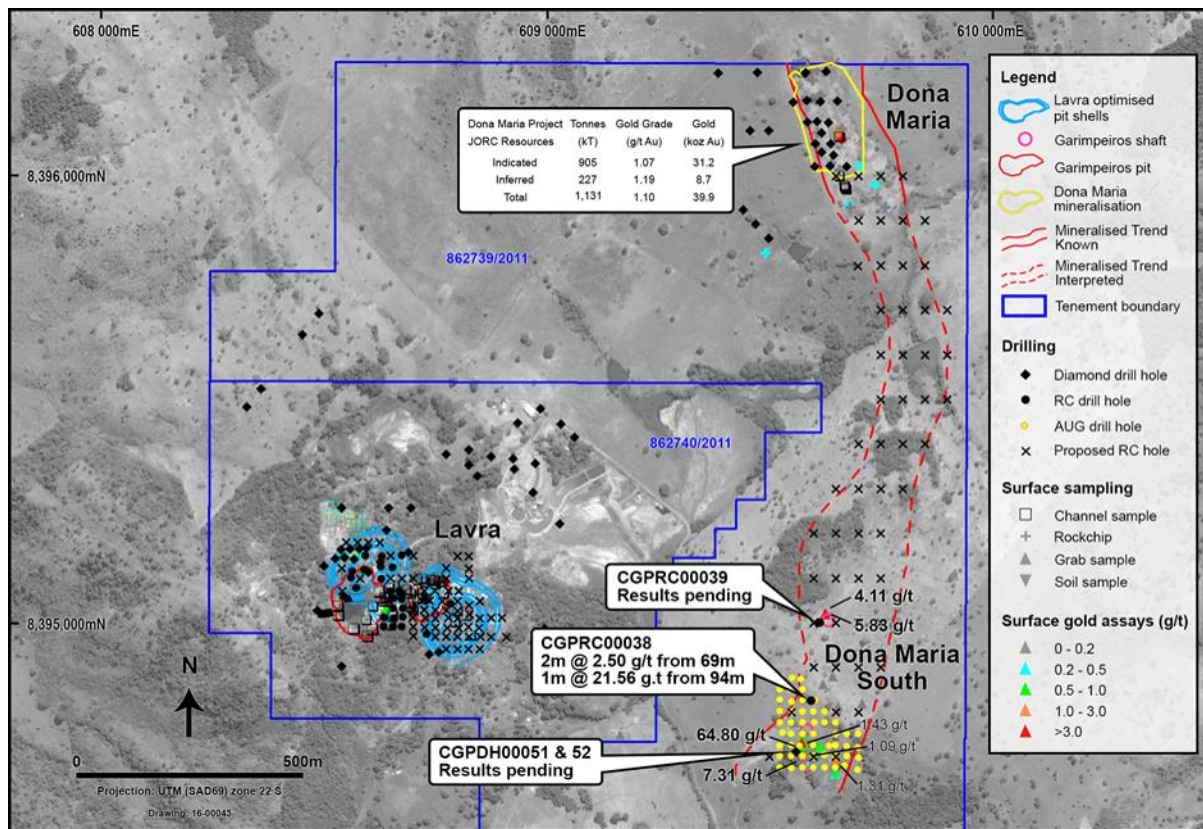 608 000mE
609 000mE
610 000mE
8,396 000mN
8,395 000mN
Dona
Maria
Dona Maria Project Tonnes Gold Grade Gold
JORC Resources (kT) (g/t Au) (koz Au)
Indicated 905 1.07 31.2
Inferred 227 1.19 8.7
Total 1,131 1.10 39.9
862739/2011
862740/2011
Lavra
CGPRC00039
Results pending
4.11 g/t
5.83 g/t
CGPRC00038
2m @ 2.50 g/t from 69m
1m @ 21.56 g.t from 94m
Dona Maria
South
64.80 g/t
1.43 g/t
1.09 g/t
CGPDH00051 & 52
Results pending
7.31 g/t
1.31 g/t
N
500m
0
Projection: UTM (SAD69) zone 22 S
Drawing: 16-00043
Legend
Lavra optimised
pit shells
Garimpeiros shaft
Garimpeiros pit
Dona Maria
mineralisation
Mineralised Trend
Known
Mineralised Trend
Interpreted
Tenement boundary
Drilling
Diamond drill hole
RC drill hole
AUG drill hole
Proposed RC hole
Surface sampling
Channel sample
Rockchip
Grab sample
Soil sample
Surface gold assays (g/t)
0 - 0.2
0.2 - 0.5
0.5 - 1.0
1.0 - 3.0
>3.0